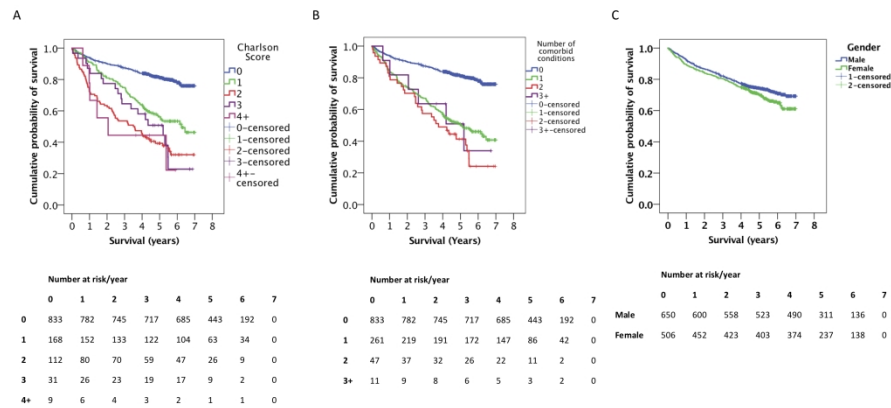 A
Cumulative probability of survival
1.0
0.8
0.6
0.4
0.2
0.0
0 1 2 3 4 5 6 7 8
Survival (years)
Charlson
Score
0
1
2
3
4+
0-censored
1-censored
2-censored
3-censored
4+-
censored
Number at risk/year
0 1 2 3 4 5 6 7
0 833 782 745 717 685 443 192 0
1 168 152 133 122 104 63 34 0
2 112 80 70 59 47 26 9 0
3 31 26 23 19 17 9 2 0
4+ 9 6 4 3 2 1 1 0
B
Cumulative probability of survival
1.0
0.8
0.6
0.4
0.2
0.0
0 1 2 3 4 5 6 7 8
Survival (Years)
Number of
comorbid
conditions
0
1
2
3+
0-censored
1-censored
2-censored
3+-censored
Number at risk/year
0 1 2 3 4 5 6 7
0 833 782 745 717 685 443 192 0
1 261 219 191 172 147 86 42 0
2 47 37 32 26 22 11 2 0
3+ 11 9 8 6 5 3 2 0
C
Cumulative probability of survival
1.0
0.8
0.6
0.4
0.2
0.0
0 1 2 3 4 5 6 7 8
Survival (years)
Gender
Male
Female
1-censored
2-censored
Number at risk/year
0 1 2 3 4 5 6 7
Male 650 600 558 523 490 311 136 0
Female 506 452 423 403 374 237 138 0